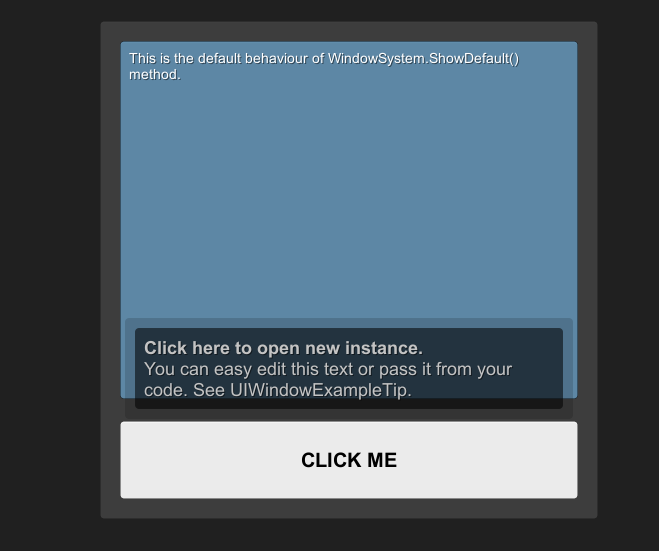 This is the default behaviour of WindowSystem.ShowDefault()
method.
Click here to open new instance.
You can easy edit this text or pass it from your
code. See UIWindowExampleTip.
CLICK ME